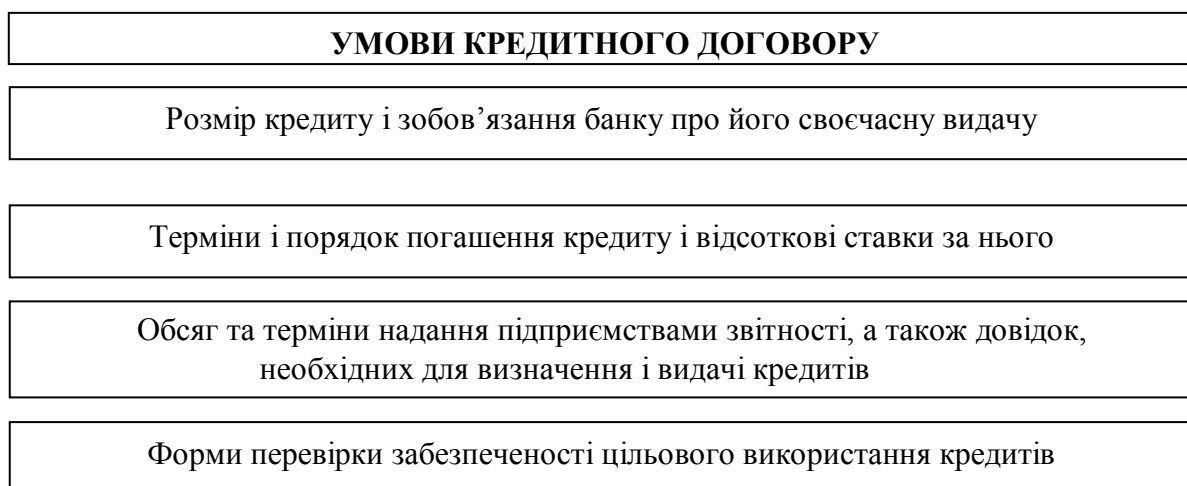 УМОВИ КРЕДИТНОГО ДОГОВОРУ
Розмір кредиту і зобов’язання банку про його своєчасну видачу
Терміни і порядок погашення кредиту і відсоткові ставки за нього
Обсяг та терміни надання підприємствами звітності, а також довідок,
необхідних для визначення і видачі кредитів
Форми перевірки забезпеченості цільового використання кредитів